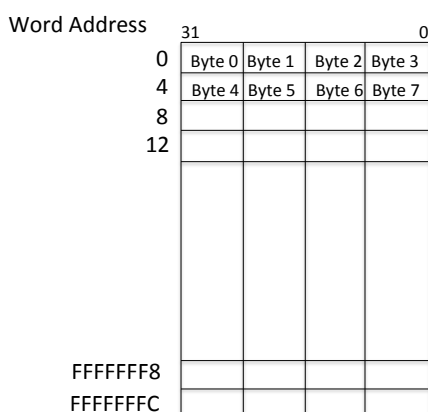 Word Address 31 0
0 Byte 0 Byte 1 Byte 2 Byte 3
4 Byte 4 Byte 5 Byte 6 Byte 7
8
12
FFFFFFF8
FFFFFFFC